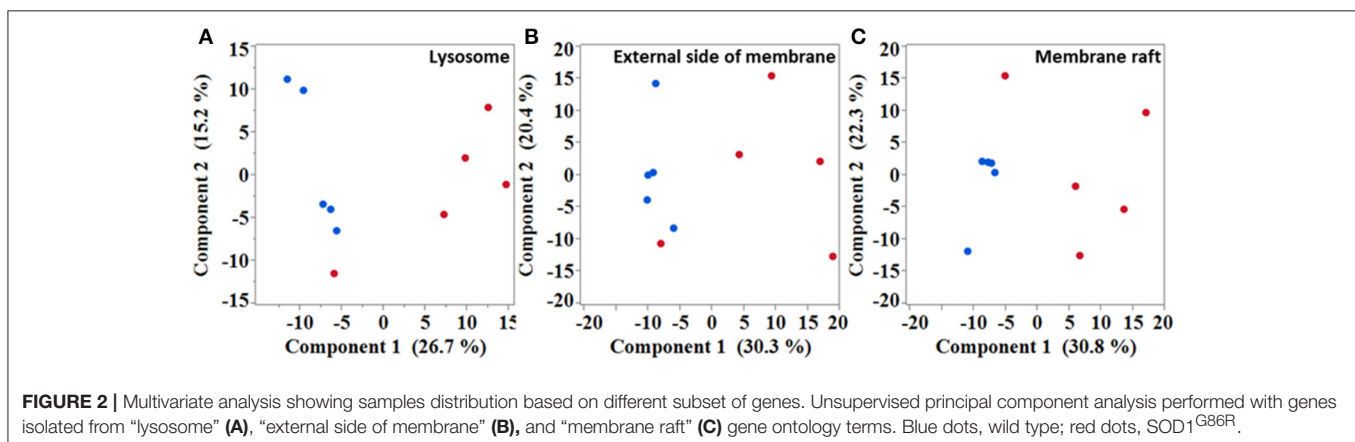 A
Lysosome
15
10
5
0
-5
-10
-15
Component 2 (15.2 %)
-10 -5 0 5 10 15
Component 1 (26.7 %)
B
External side of membrane
20
15
10
5
0
-5
-10
-15
-20
Component 2 (20.4 %)
-20 -10 -5 0 5 10 15 20
Component 1 (30.3 %)
C
Membrane raft
20
15
10
5
0
-5
-10
-15
-20
Component 2 (22.3 %)
-20 -10 -5 0 5 10 15 20
Component 1 (30.8 %)
FIGURE 2 | Multivariate analysis showing samples distribution based on different subset of genes. Unsupervised principal component analysis performed with genes
isolated from “lysosome” (A), “external side of membrane” (B), and “membrane raft” (C) gene ontology terms. Blue dots, wild type; red dots, SOD1G86R.